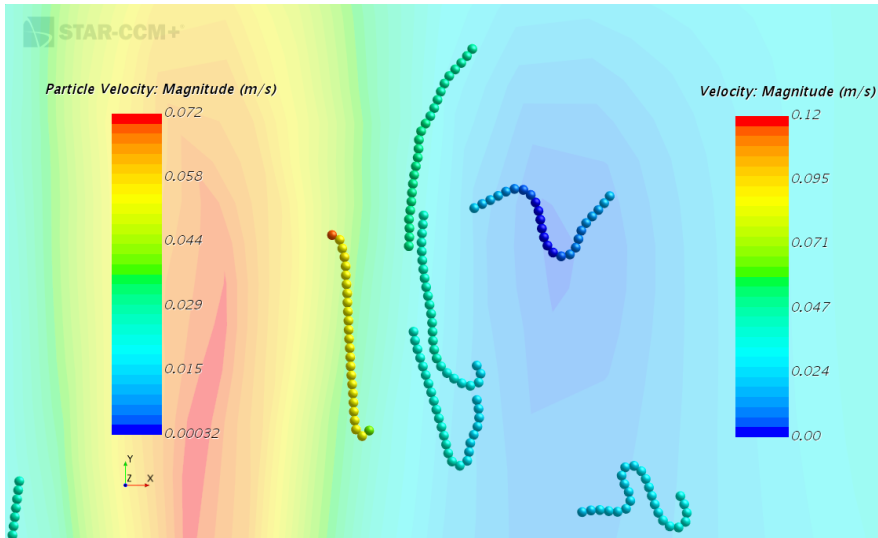 STAR-CCM+
Particle Velocity: Magnitude (m/s)
0.072
0.058
0.044
0.029
0.015
0.00032
Velocity: Magnitude (m/s)
0.12
0.095
0.071
0.047
0.024
0.00
Y
Z
X